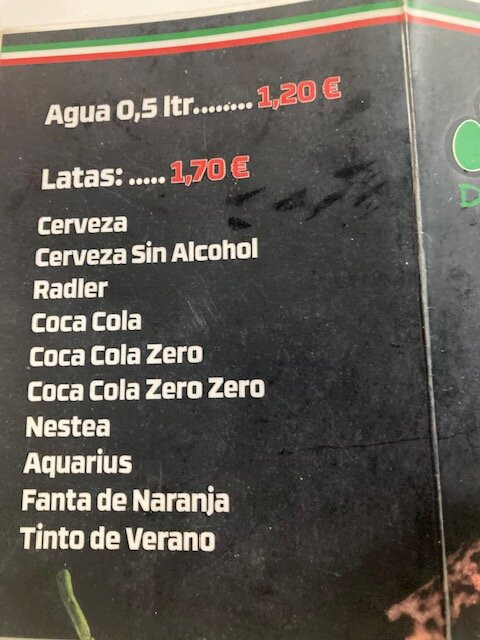 Agua 0,5 ltr........ 1,20 €
Latas: ..... 1,70 €
Cerveza
Cerveza Sin Alcohol
Radler
Coca Cola
Coca Cola Zero
Coca Cola Zero Zero
Nestea
Aquarius
Fanta de Naranja
Tinto de Verano